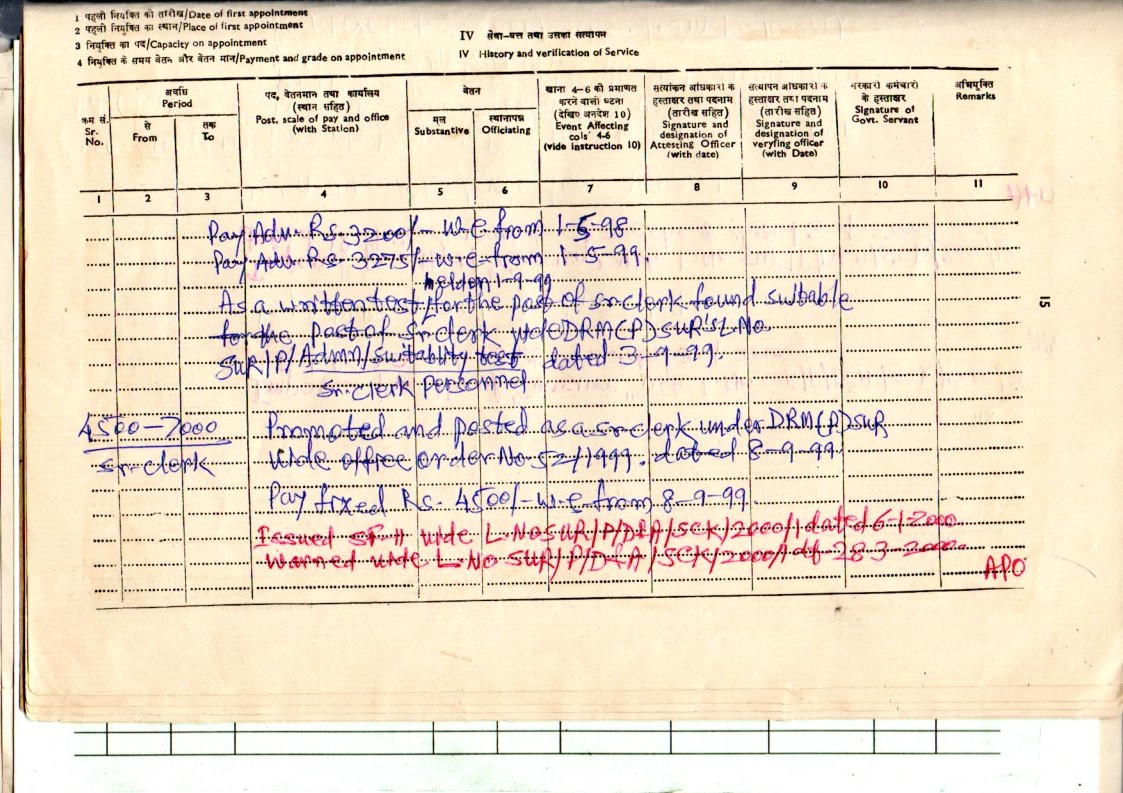 1 पहली नियुक्ति की तारीख/Date of first appointment
2 पहली नियुक्ति का स्थान/Place of first appointment
3 नियुक्ति का पद/Capacity on appointment
4 नियुक्ति के समय वेतन और वेतन मान/Payment and grade on appointment
IV सेवा-वृत्त तथा उसका सत्यापन
IV History and verification of Service
क्रम सं.
Sr.
No.
अवधि
Period
से
From
तक
To
पद, वेतनमान तथा कार्यालय
(स्थान सहित)
Post. scale of pay and office
(with Station)
वेतन
मूल
Substantive
स्थानापन्न
Officiating
खाना 4-6 को प्रमाणित
करने वाली घटना
(देखिए अनुदेश 10)
Event Affecting
cols' 4-6
(vide instruction 10)
सत्यांकन अधिकारी के
हस्ताक्षर तथा पदनाम
(तारीख सहित)
Signature and
designation of
Attesting Officer
(with date)
सत्यापन अधिकारी के
हस्ताक्षर तथा पदनाम
(तारीख सहित)
Signature and
designation of
veryfing officer
(with Date)
सरकारी कर्मचारी
के हस्ताक्षर
Signature of
Govt. Servant
अभियुक्ति
Remarks
1 2 3 4 5 6 7 8 9 10 11
Pay Adv. Rs. 3200/- w.e from 1-5-98
Pay Adv Rs- 3275/- w-e-from 1-5-99.
held on 1-9-99
As a written test for the post of sr.clerk found suitable
for the post of sr-clerk vide DRM(P)SUR's L.No.
SUR/P/Admn/Suitablity test dated 3-9-99.
Sr.clerk Personnel
4500-7000
Sr-clerk
Promoted and posted as a sr-clerk under DRM(P)SUR
vide office order No 52/1999. dated 8-9-99.
Pay fixed Rs. 4500/- w-e from 8-9-99.
Issued SF-11 vide L.No SUR/P/D&A/SCK/2000/1 dated 6-1-2000
Warned vide L.No SUR/P/D&A/SCK/2000/1 dt 28-3-2000.
APO
15